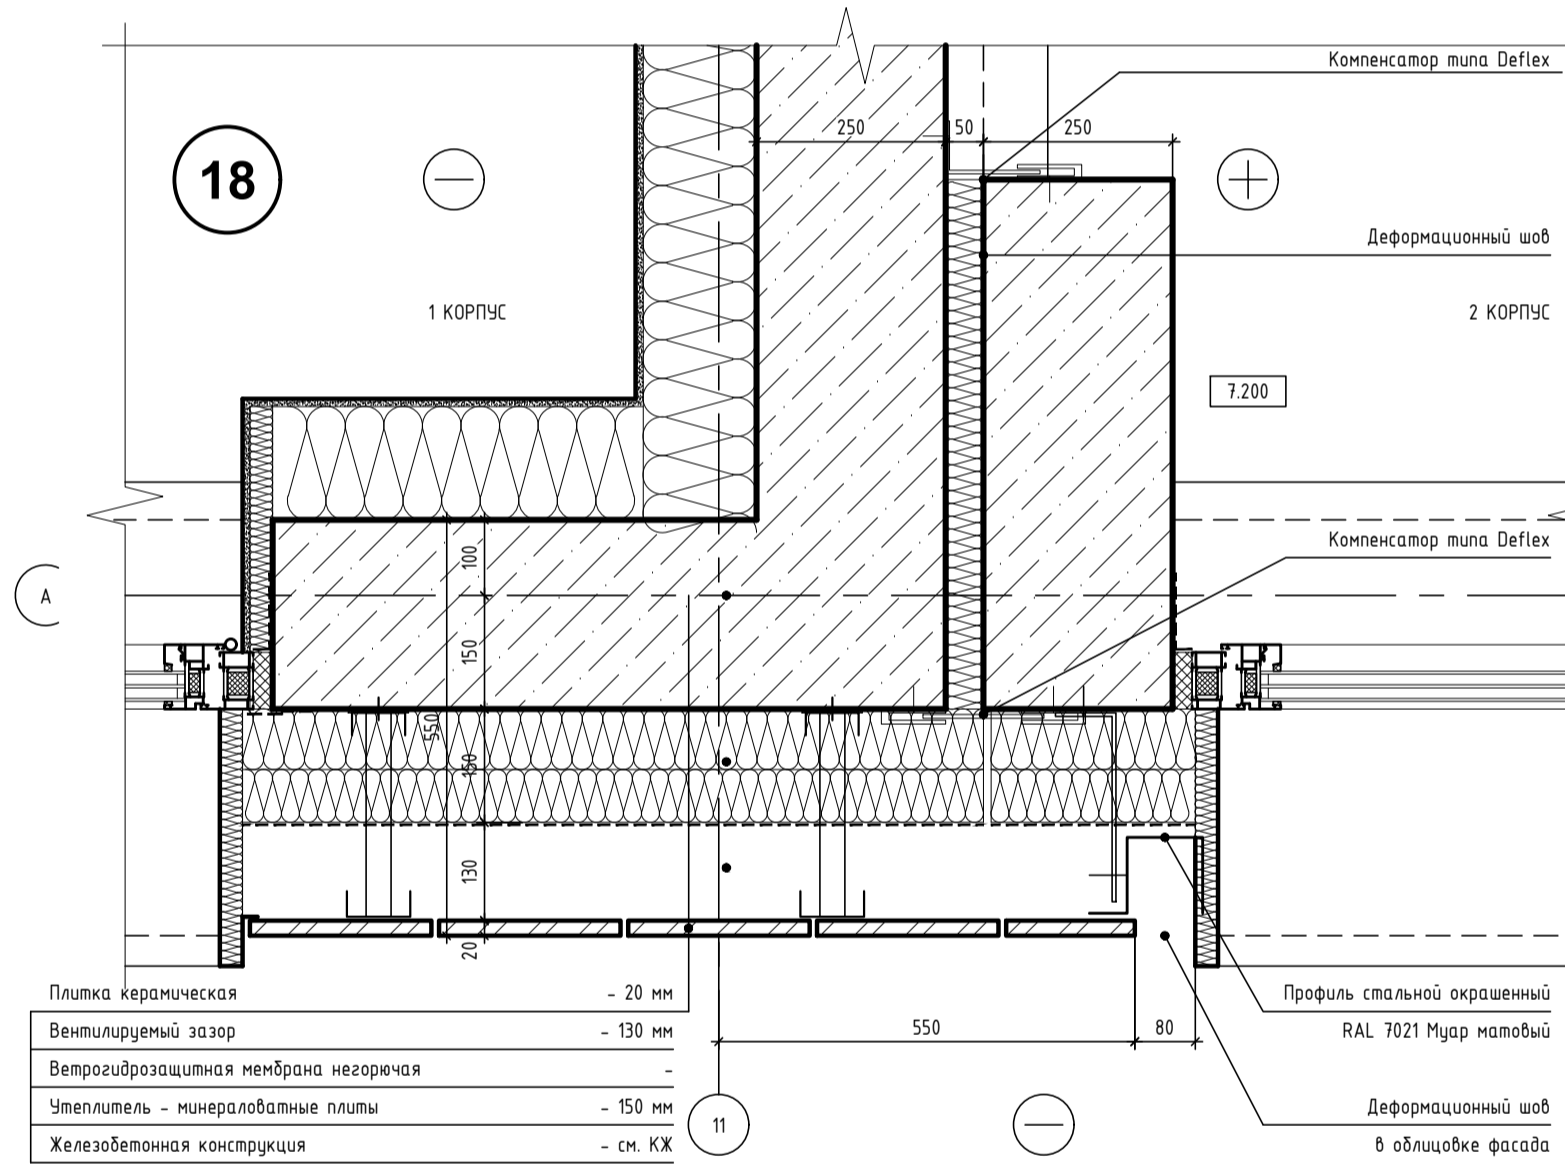 Компенсатор типа Deflex
250
50
250
18
Деформационный шов
1 КОРПУС
2 КОРПУС
7.200
Компенсатор типа Deflex
100
А
150
550
150
130
20
Плитка керамическая - 20 мм
Вентилируемый зазор - 130 мм
Ветрогидрозащитная мембрана негорючая -
Утеплитель - минераловатные плиты - 150 мм
Железобетонная конструкция - см. КЖ
550
80
11
Профиль стальной окрашенный
RAL 7021 Муар матовый
Деформационный шов
в облицовке фасада